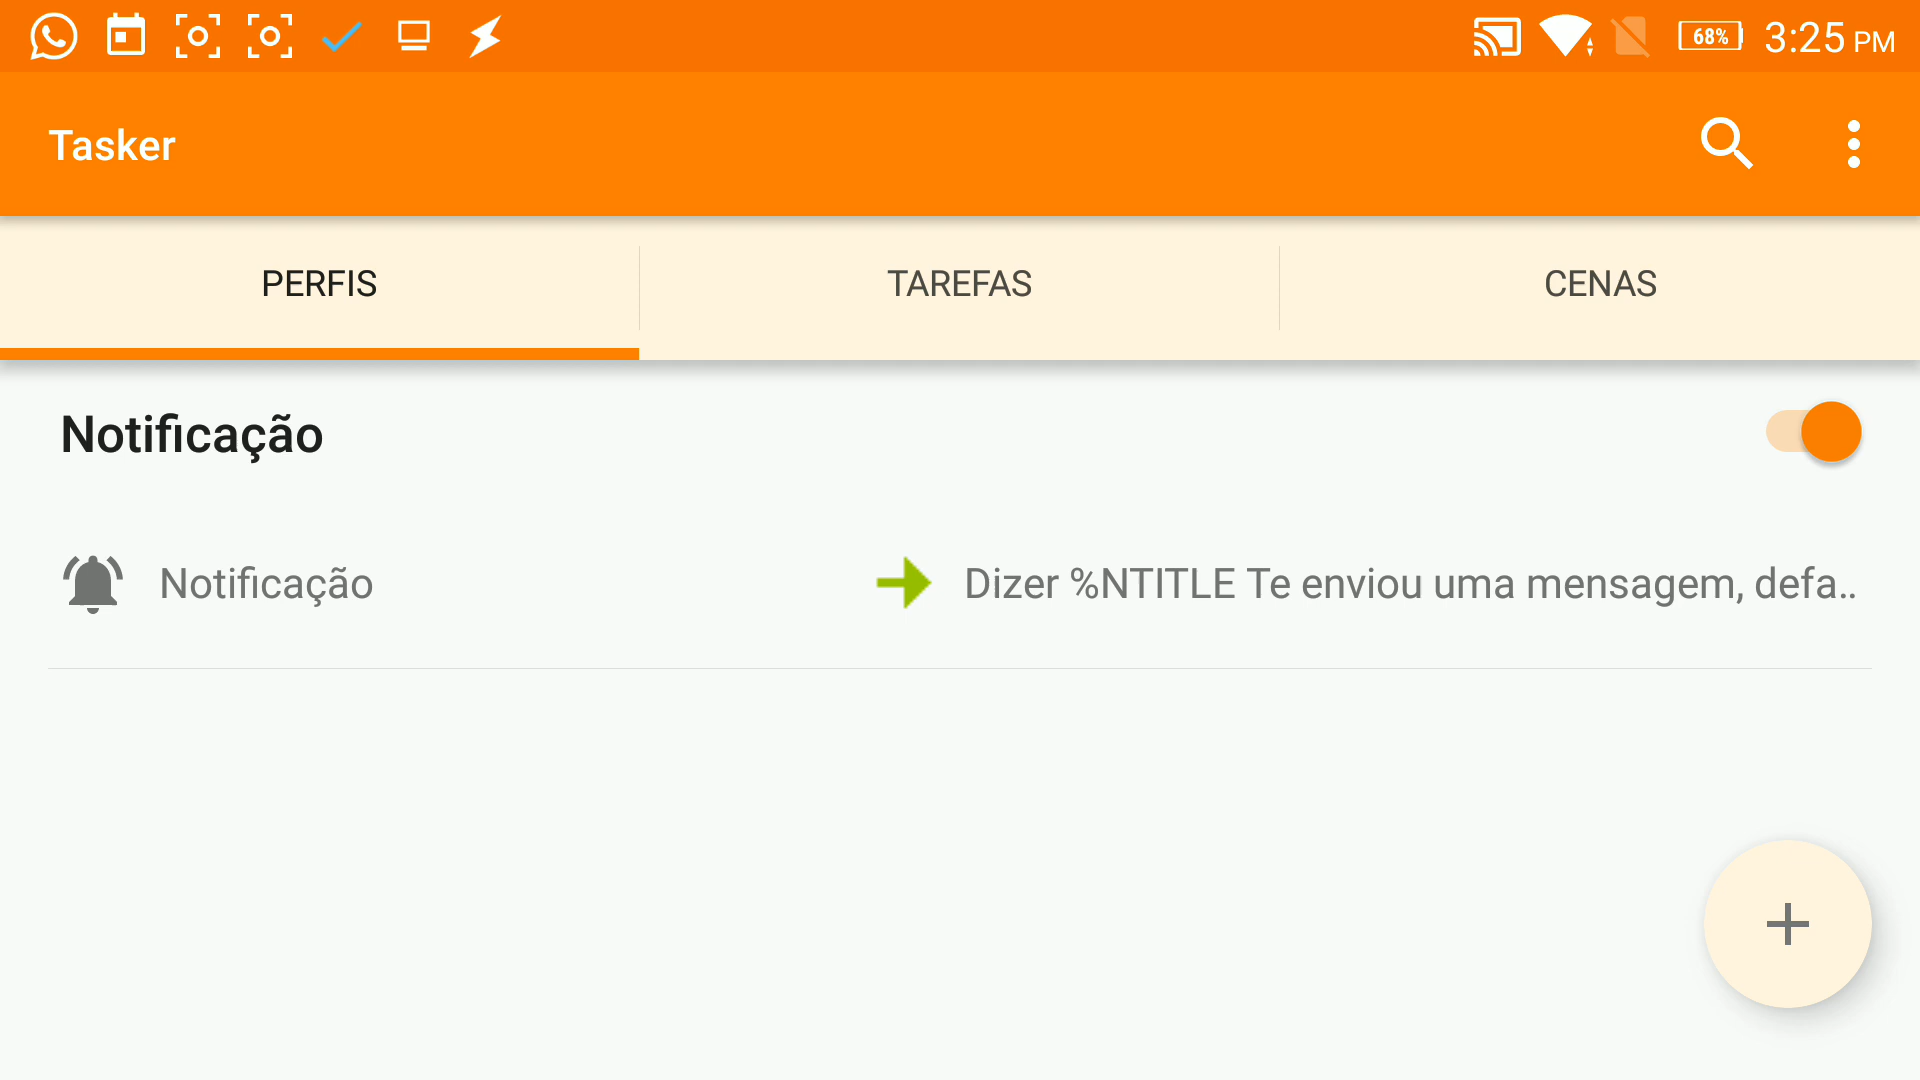 68% 3:25 PM
Tasker
PERFIS TAREFAS CENAS
Notificação
Notificação Dizer %NTITLE Te enviou uma mensagem, defa..